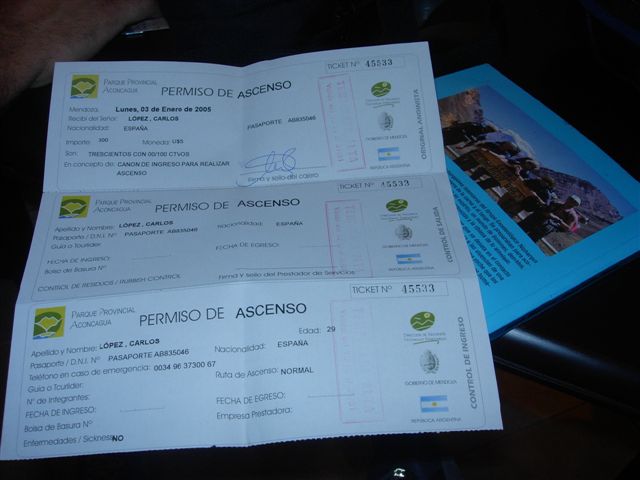 TICKET Nº 45533
PARQUE PROVINCIAL
ACONCAGUA
PERMISO DE ASCENSO
Mendoza, Lunes, 03 de Enero de 2005
Recibí del Señor: LÓPEZ, CARLOS PASAPORTE AB835046
Nacionalidad: ESPAÑA
Importe: 300 Moneda: U$S
Son: TRESCIENTOS CON 00/100 CTVOS
En concepto de: CANON DE INGRESO PARA REALIZAR
ASCENSO
Firma y sello del cajero
GOBIERNO DE MENDOZA
REPÚBLICA ARGENTINA
ORIGINAL ANDINISTA
TICKET Nº 45533
PARQUE PROVINCIAL
ACONCAGUA
PERMISO DE ASCENSO
Apellido y Nombre: LÓPEZ, CARLOS Nacionalidad: ESPAÑA
Pasaporte / D.N.I. Nº PASAPORTE AB835046
Guía o Tourlider:
FECHA DE INGRESO: FECHA DE EGRESO:
Bolsa de Basura Nº
CONTROL DE RESIDUOS / RUBBISH CONTROL Firma y sello del Prestador de Servicios
GOBIERNO DE MENDOZA
REPÚBLICA ARGENTINA
CONTROL DE SALIDA
TICKET Nº 45533
PARQUE PROVINCIAL
ACONCAGUA
PERMISO DE ASCENSO
Apellido y Nombre: LÓPEZ, CARLOS Edad: 29
Pasaporte / D.N.I. Nº PASAPORTE AB835046 Nacionalidad: ESPAÑA
Teléfono en caso de emergencia: 0034 96 37300 67
Guía o Tourlider: Ruta de Ascenso: NORMAL
Nº de Integrantes:
FECHA DE INGRESO: FECHA DE EGRESO:
Bolsa de Basura Nº Empresa Prestadora:
Enfermedades / Sickness NO
GOBIERNO DE MENDOZA
REPÚBLICA ARGENTINA
CONTROL DE INGRESO